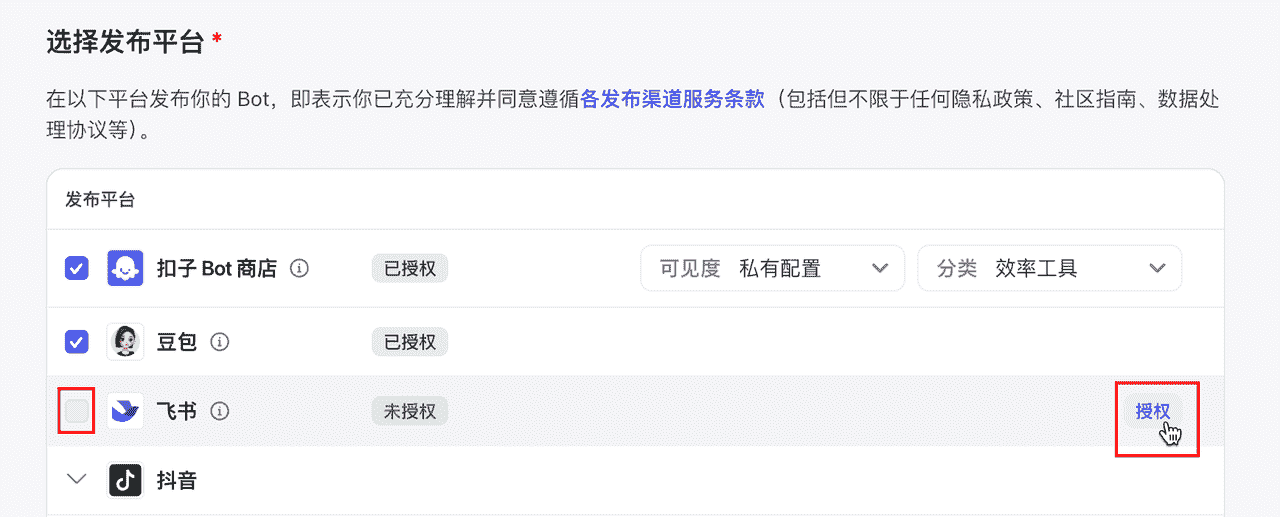 选择发布平台 *
在以下平台发布你的 Bot，即表示你已充分理解并同意遵循各发布渠道服务条款（包括但不限于任何隐私政策、社区指南、数据处
理协议等）。
发布平台
扣子 Bot 商店 已授权 可见度 私有配置 分类 效率工具
豆包 已授权
飞书 未授权 授权
抖音